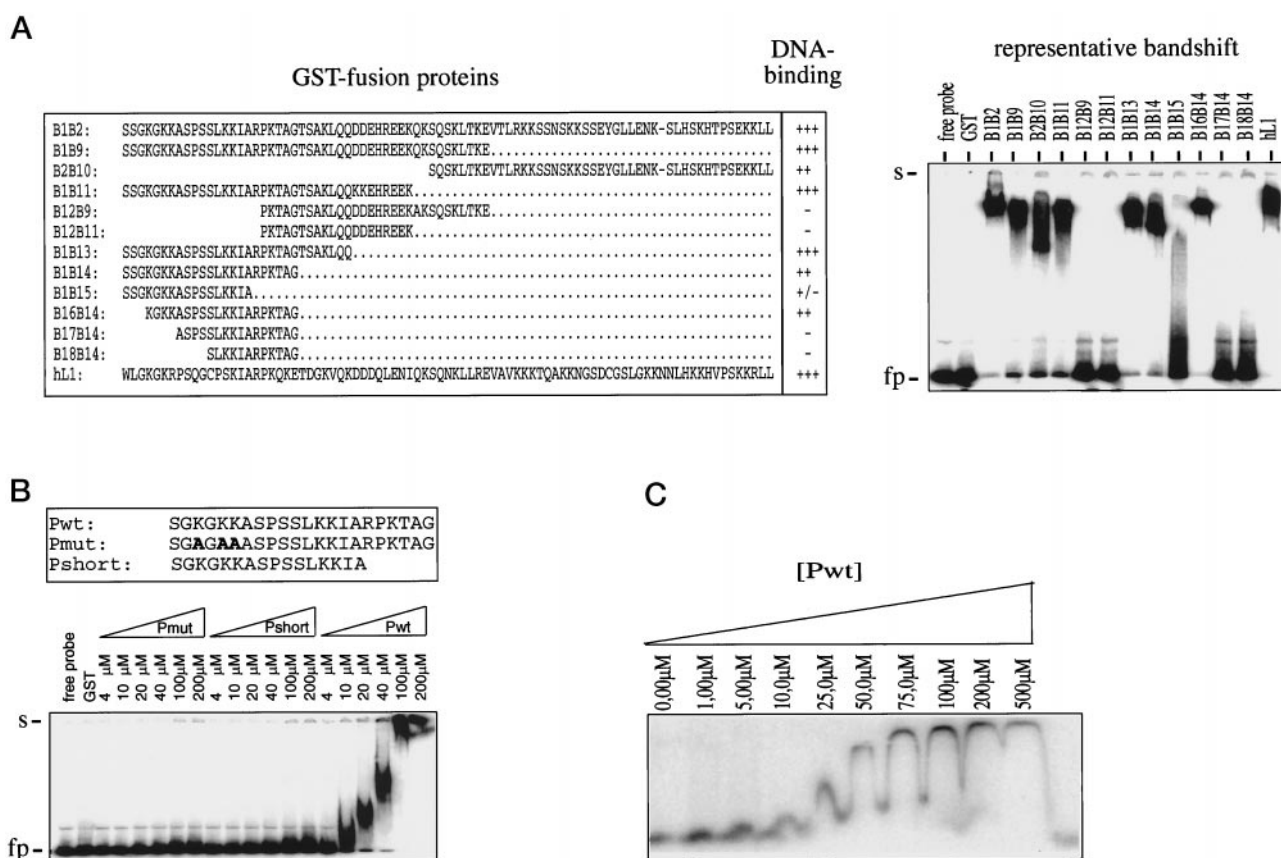 A
GST-fusion proteins
DNA-
binding
B1B2: SSGKGKKASPSSLKKIARPKTAGTSAKLQQDDEHREEKQKSQSKLTKEVTLRKKSSNSKKSSEYGLLENK-SLHSKHTPSEKKLL +++
B1B9: SSGKGKKASPSSLKKIARPKTAGTSAKLQQDDEHREEKQKSQSKLTKE..................................... +++
B2B10: SQSKLTKEVTLRKKSSNSKKSSEYGLLENK-SLHSKHTPSEKKLL ++
B1B11: SSGKGKKASPSSLKKIARPKTAGTSAKLQQKKEHREEK............................................... +++
B12B9: PKTAGTSAKLQQDDEHREEKAKSQSKLTKE..................................... -
B12B11: PKTAGTSAKLQQDDEHREEK............................................... -
B1B13: SSGKGKKASPSSLKKIARPKTAGTSAKLQQ....................................................... +++
B1B14: SSGKGKKASPSSLKKIARPKTAG.............................................................. ++
B1B15: SSGKGKKASPSSLKKIA.................................................................... +/-
B16B14: KGKKASPSSLKKIARPKTAG.............................................................. ++
B17B14: ASPSSLKKIARPKTAG.............................................................. -
B18B14: SLKKIARPKTAG.............................................................. -
hL1: WLGKGKRPSQGCPSKIARPKQKETDGKVQKDDDQLENIQKSQNKLLREVAVKKKTQAKKNGSDCGSLGKKNNLHKKHVPSKKRLL +++
representative bandshift
free probe GST B1B2 B1B9 B2B10 B1B11 B12B9 B12B11 B1B13 B1B14 B1B15 B16B14 B17B14 B18B14 hL1
s
fp
B
Pwt: SGKGKKASPSSLKKIARPKTAG
Pmut: SGAGAAASPSSLKKIARPKTAG
Pshort: SGKGKKASPSSLKKIA
Pmut Pshort Pwt
free probe GST 4 µM 10 µM 20 µM 40 µM 100µM 200µM 4 µM 10 µM 20 µM 40 µM 100µM 200µM 4 µM 10 µM 20 µM 40 µM 100µM 200µM
s
fp
C
[Pwt]
0,00µM 1,00µM 5,00µM 10,0µM 25,0µM 50,0µM 75,0µM 100µM 200µM 500µM